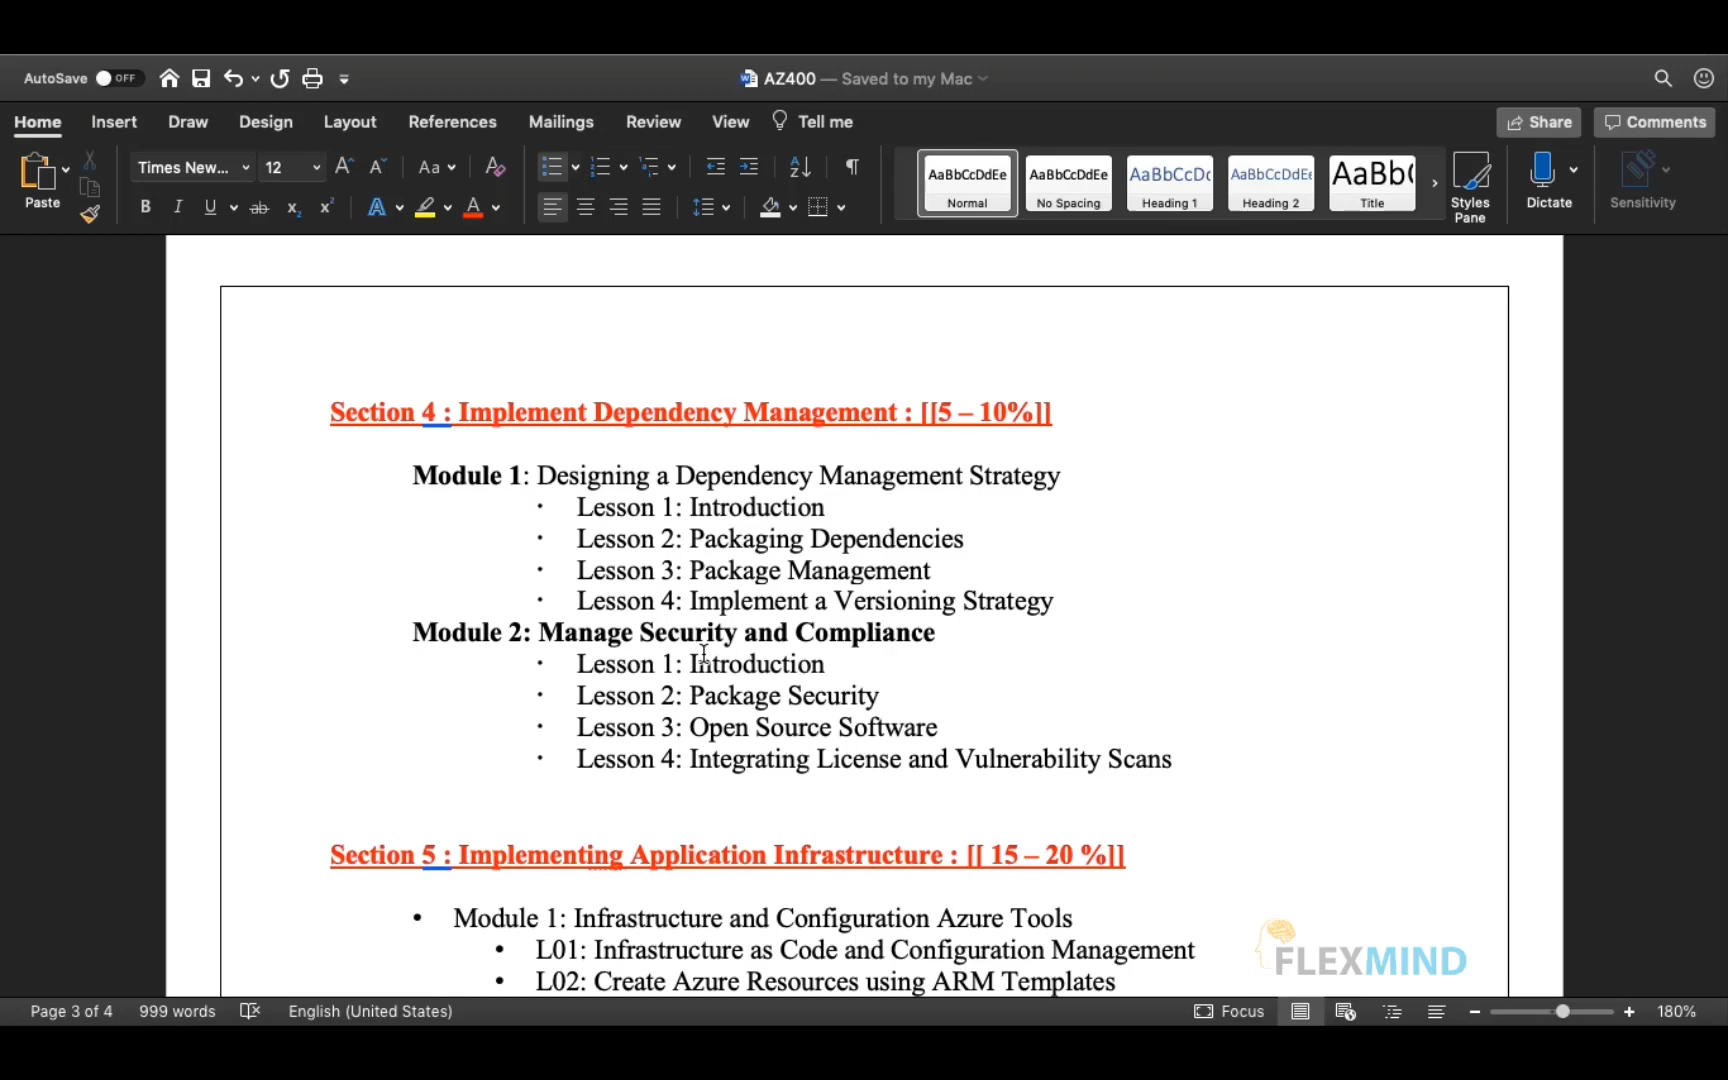 AutoSave OFF
AZ400 — Saved to my Mac
Home Insert Draw Design Layout References Mailings Review View Tell me
Share Comments
Paste
Times New... 12
Aa
AaBbCcDdEe AaBbCcDdEe AaBbCcDc AaBbCcDdEe AaBb(
Normal No Spacing Heading 1 Heading 2 Title
Styles Pane
Dictate
Sensitivity
Section 4 : Implement Dependency Management : [[5 – 10%]]
Module 1: Designing a Dependency Management Strategy
· Lesson 1: Introduction
· Lesson 2: Packaging Dependencies
· Lesson 3: Package Management
· Lesson 4: Implement a Versioning Strategy
Module 2: Manage Security and Compliance
· Lesson 1: Introduction
· Lesson 2: Package Security
· Lesson 3: Open Source Software
· Lesson 4: Integrating License and Vulnerability Scans
Section 5 : Implementing Application Infrastructure : [[ 15 – 20 %]]
• Module 1: Infrastructure and Configuration Azure Tools
• L01: Infrastructure as Code and Configuration Management
• L02: Create Azure Resources using ARM Templates
FLEXMIND
Page 3 of 4 999 words English (United States) Focus 180%